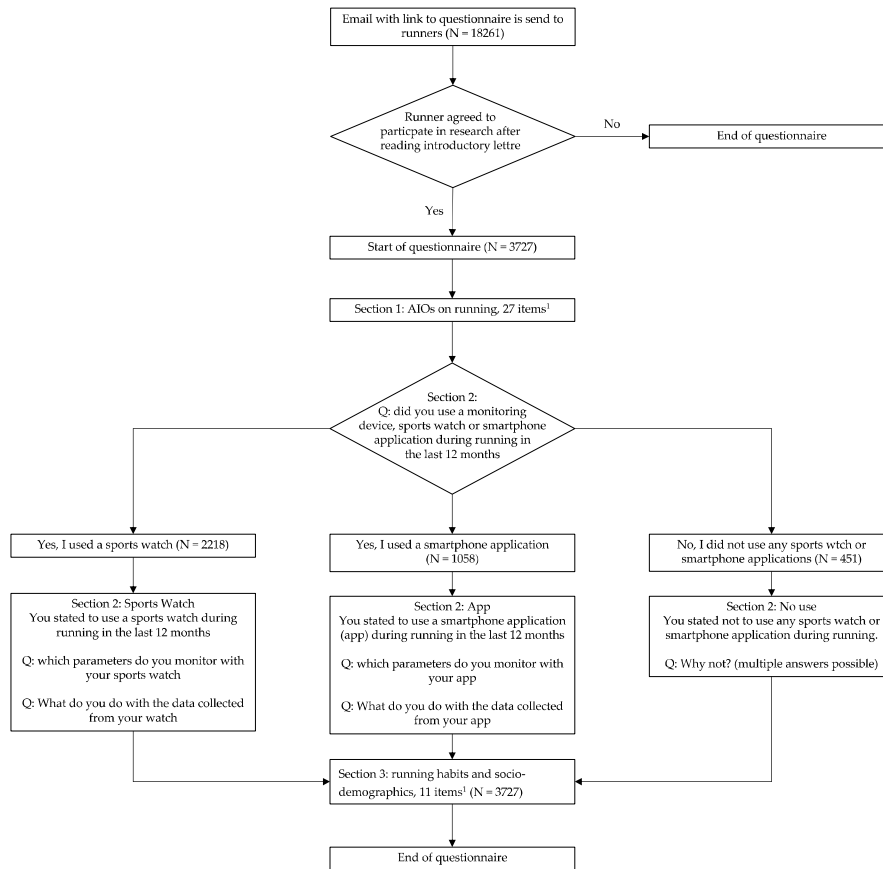 Email with link to questionnaire is send to
runners (N = 18261)
Runner agreed to
particpate in research after
reading introductory lettre
No
End of questionnaire
Yes
Start of questionnaire (N = 3727)
Section 1: AIOs on running, 27 items¹
Section 2:
Q: did you use a monitoring
device, sports watch or smartphone
application during running in
the last 12 months
Yes, I used a sports watch (N = 2218)
Yes, I used a smartphone application
(N = 1058)
No, I did not use any sports wtch or
smartphone applications (N = 451)
Section 2: Sports Watch
You stated to use a sports watch during
running in the last 12 months
Q: which parameters do you monitor with
your sports watch
Q: What do you do with the data collected
from your watch
Section 2: App
You stated to use a smartphone application
(app) during running in the last 12 months
Q: which parameters do you monitor with
your app
Q: What do you do with the data collected
from your app
Section 2: No use
You stated not to use any sports watch or
smartphone application during running.
Q: Why not? (multiple answers possible)
Section 3: running habits and socio-
demographics, 11 items¹ (N = 3727)
End of questionnaire